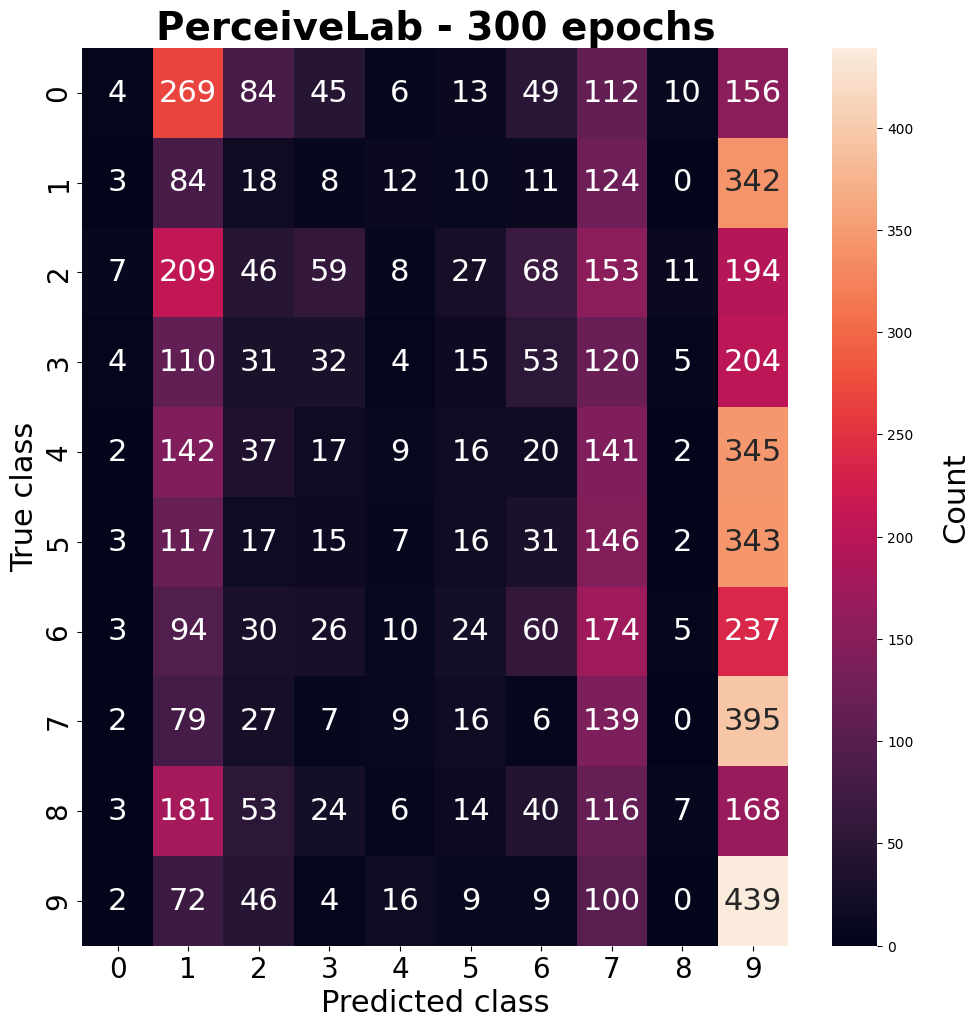 PerceiveLab - 300 epochs
0 4 269 84 45 6 13 49 112 10 156
1 3 84 18 8 12 10 11 124 0 342
2 7 209 46 59 8 27 68 153 11 194
3 4 110 31 32 4 15 53 120 5 204
4 2 142 37 17 9 16 20 141 2 345
5 3 117 17 15 7 16 31 146 2 343
6 3 94 30 26 10 24 60 174 5 237
7 2 79 27 7 9 16 6 139 0 395
8 3 181 53 24 6 14 40 116 7 168
9 2 72 46 4 16 9 9 100 0 439
0 1 2 3 4 5 6 7 8 9
Predicted class
True class
400
350
300
250
200
150
100
50
0
Count